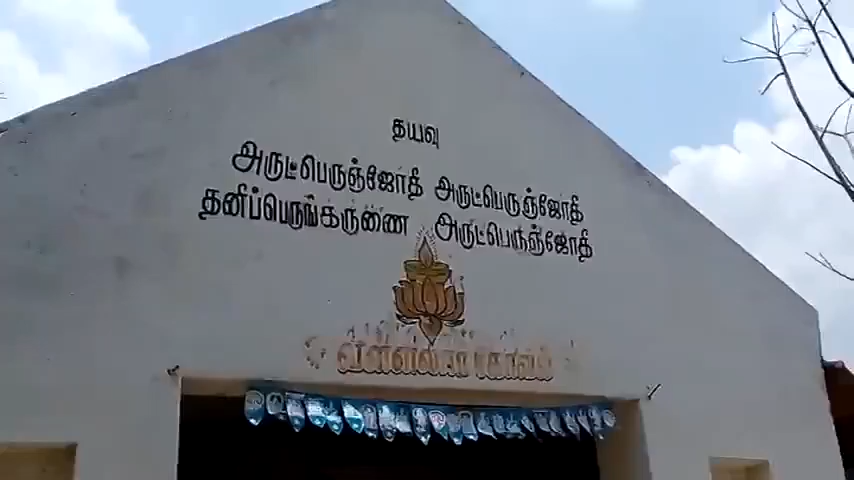 தயவு
அருட்பெருஞ்ஜோதி அருட்பெருஞ்ஜோதி
தனிப்பெருங்கருணை அருட்பெருஞ்ஜோதி
வள்ளலார் கோவில்